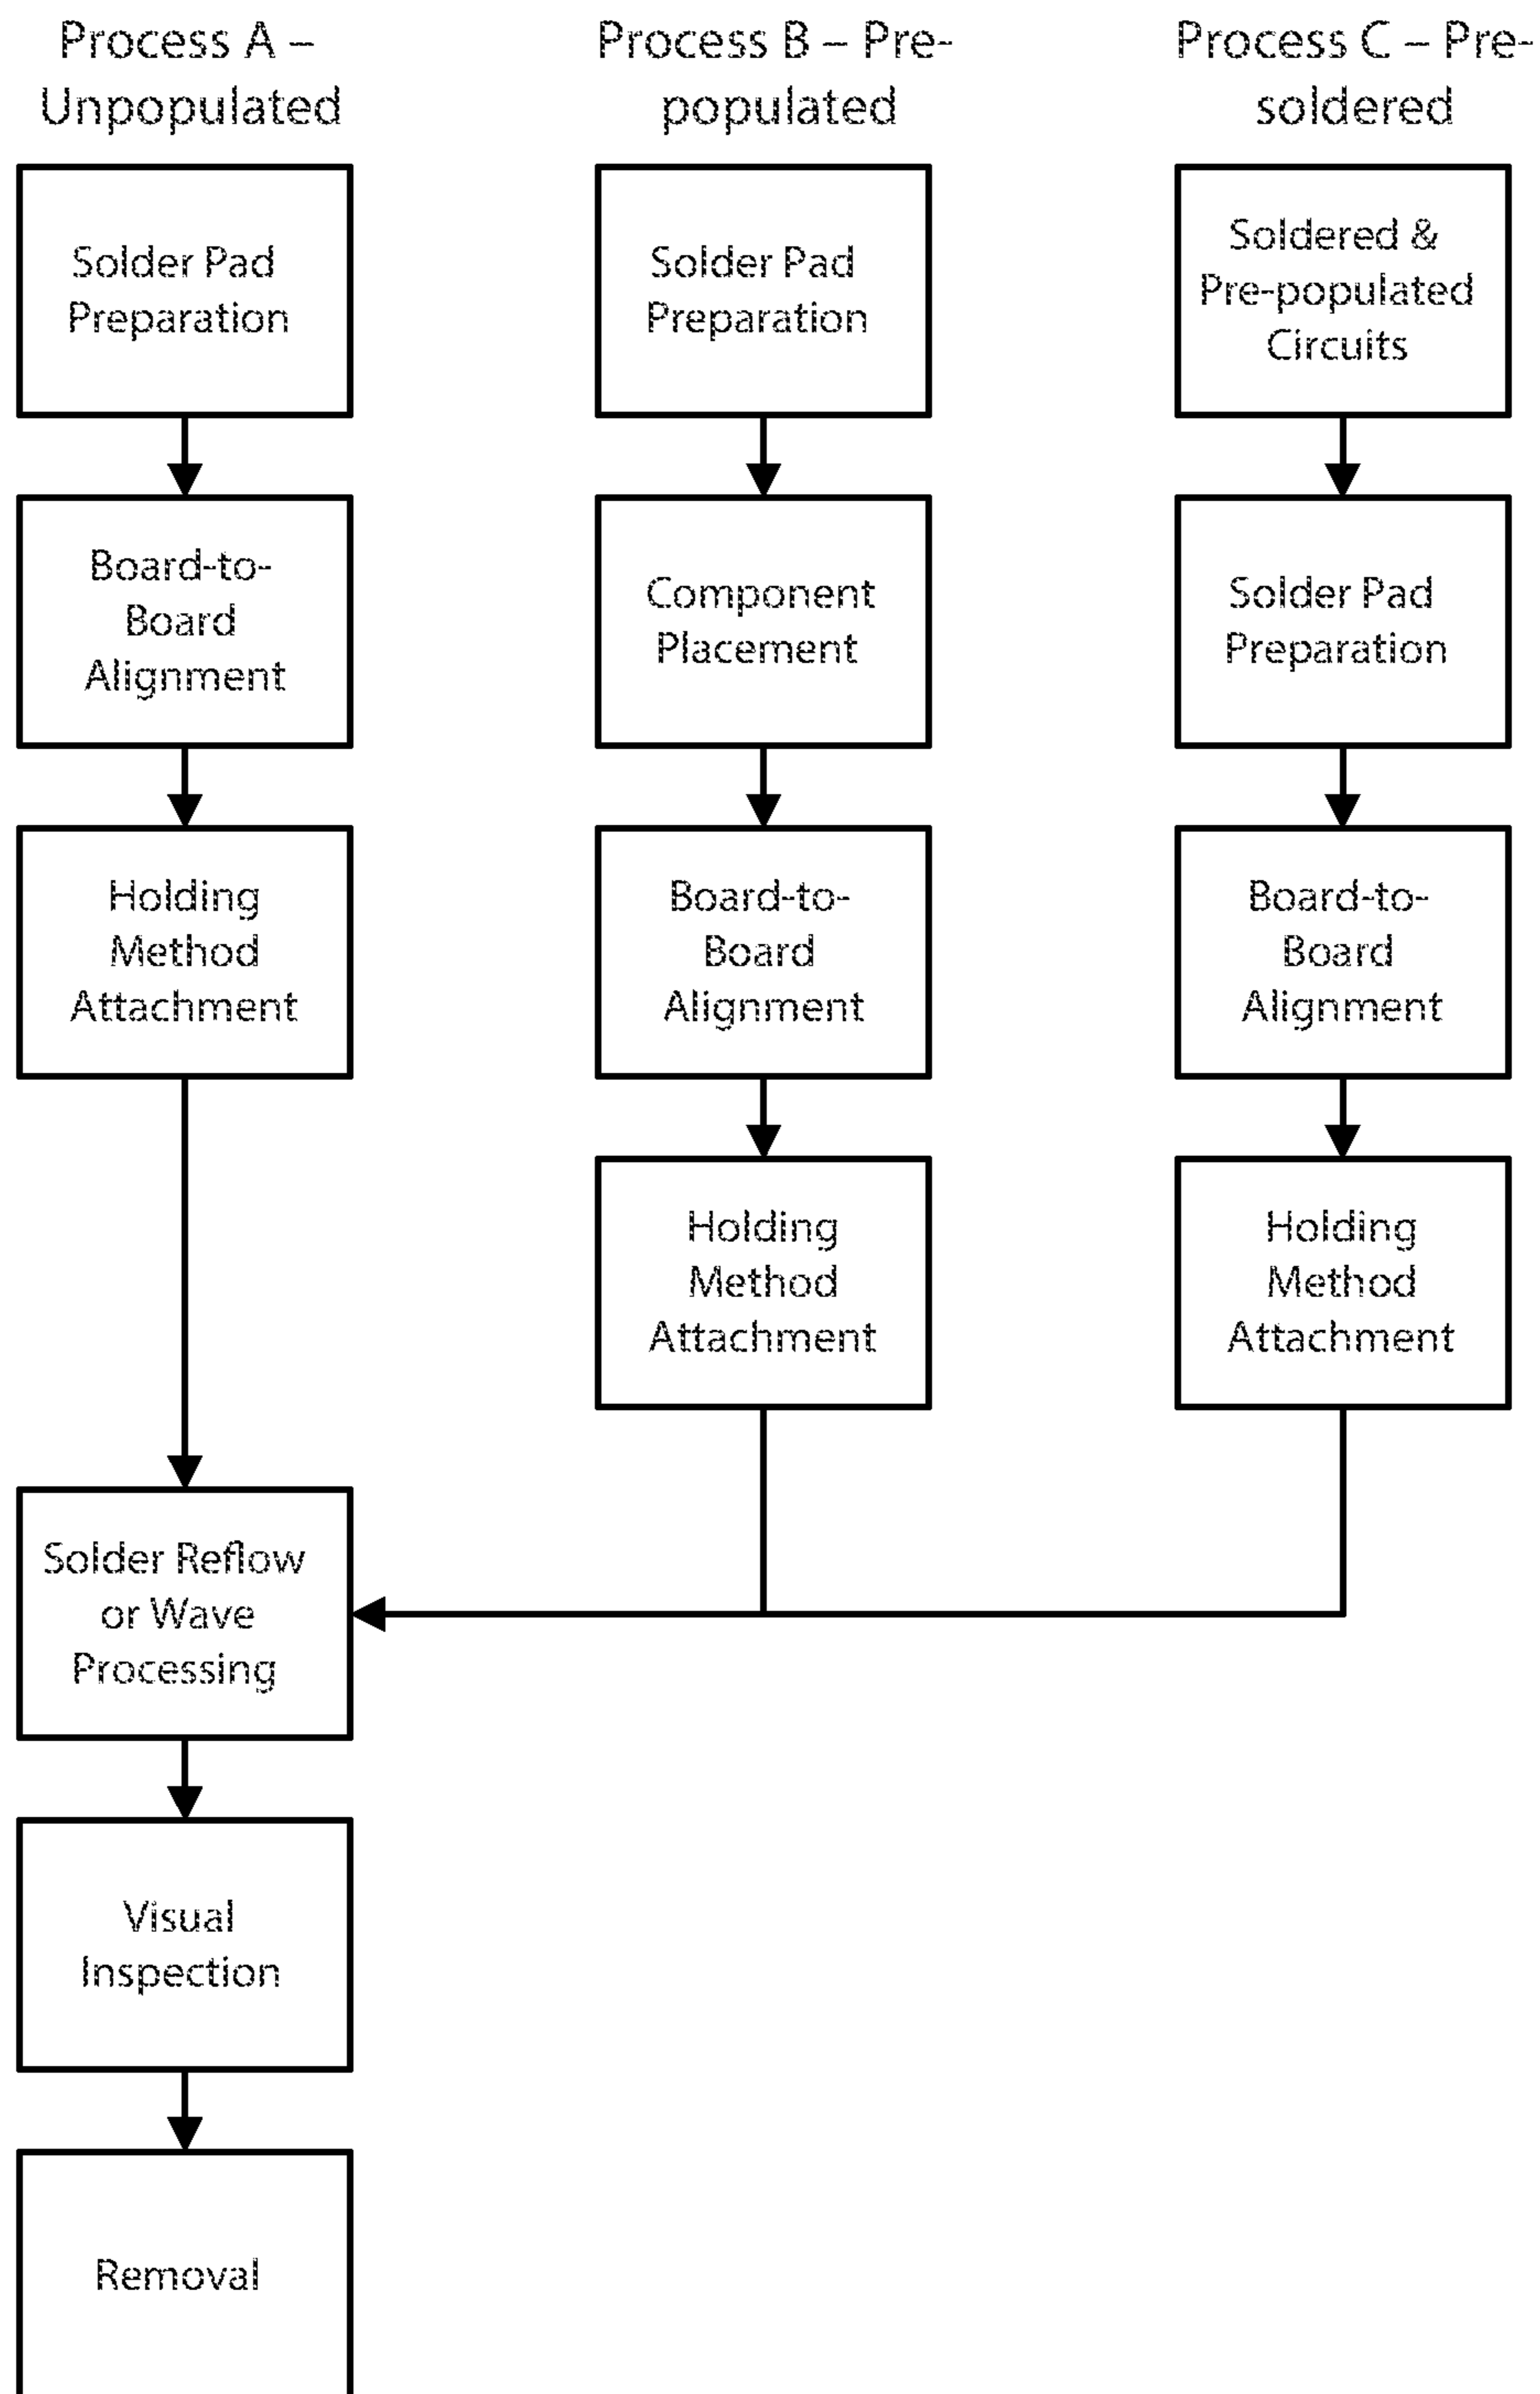 Process A –
Unpopulated
Solder Pad
Preparation
Board-to-
Board
Alignment
Holding
Method
Attachment
Solder Reflow
or Wave
Processing
Visual
Inspection
Removal
Process B – Pre-
populated
Solder Pad
Preparation
Component
Placement
Board-to-
Board
Alignment
Holding
Method
Attachment
Process C – Pre-
soldered
Soldered &
Pre-populated
Circuits
Solder Pad
Preparation
Board-to-
Board
Alignment
Holding
Method
Attachment